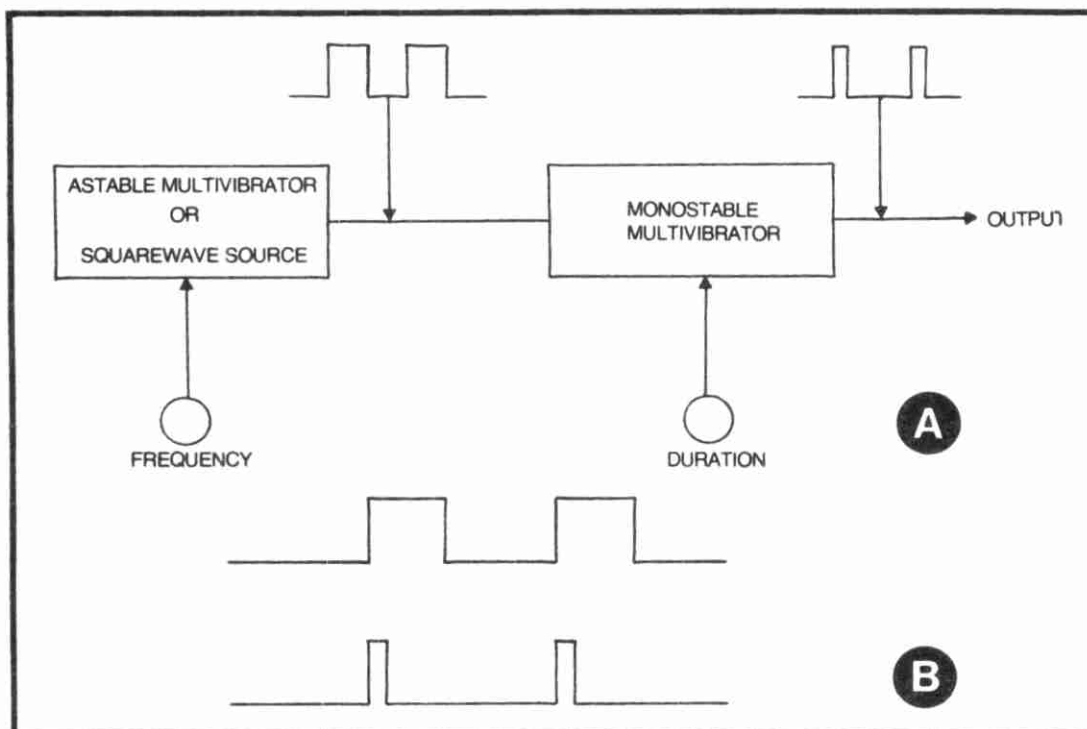 ASTABLE MULTIVIBRATOR
OR
SQUAREWAVE SOURCE
MONOSTABLE
MULTIVIBRATOR
OUTPUT
FREQUENCY
DURATION
A
B